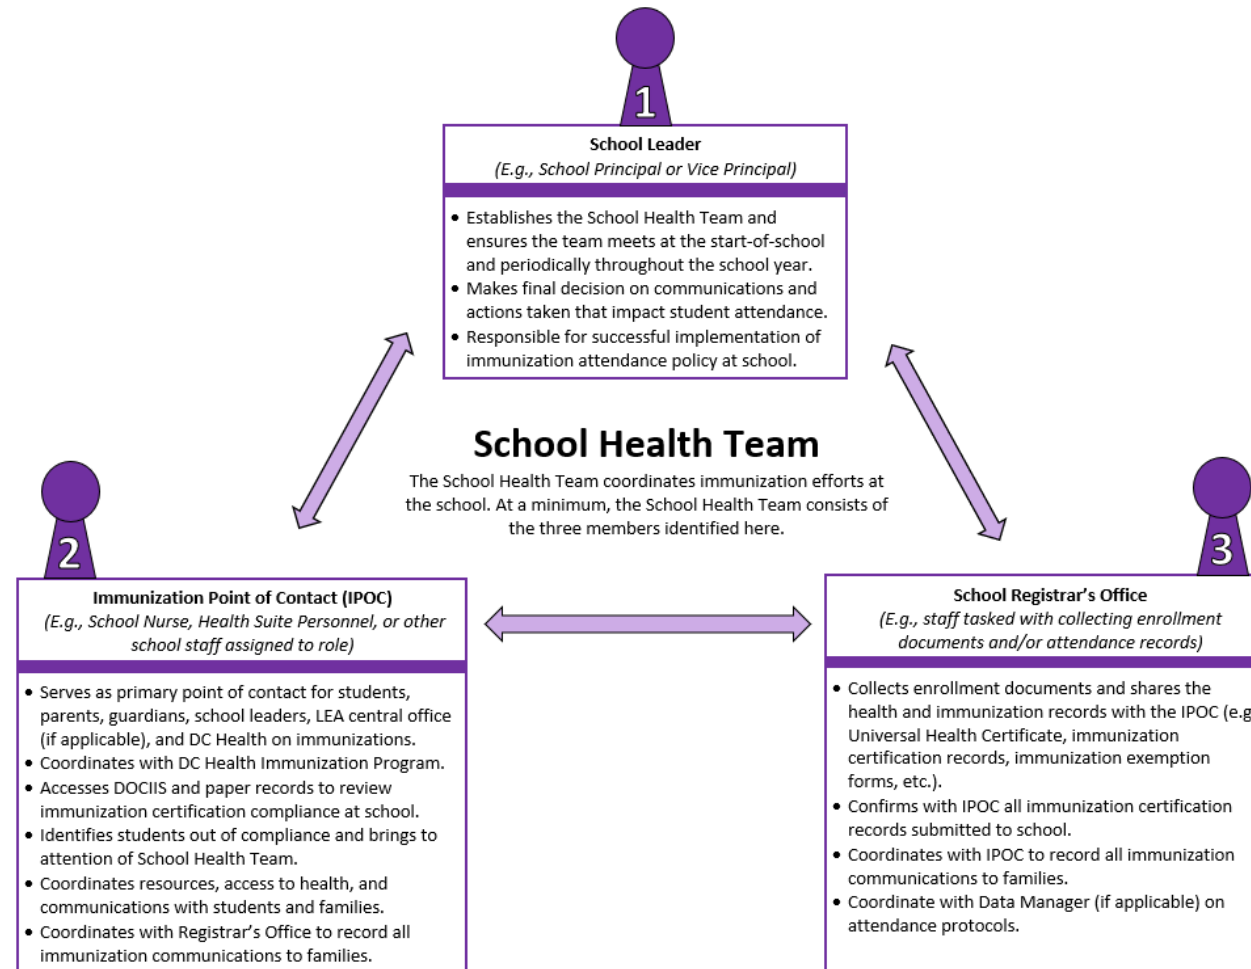 1
School Leader
(E.g., School Principal or Vice Principal)
• Establishes the School Health Team and
ensures the team meets at the start-of-school
and periodically throughout the school year.
• Makes final decision on communications and
actions taken that impact student attendance.
• Responsible for successful implementation of
immunization attendance policy at school.
School Health Team
The School Health Team coordinates immunization efforts at
the school. At a minimum, the School Health Team consists of
the three members identified here.
2
Immunization Point of Contact (IPOC)
(E.g., School Nurse, Health Suite Personnel, or other
school staff assigned to role)
• Serves as primary point of contact for students,
parents, guardians, school leaders, LEA central office
(if applicable), and DC Health on immunizations.
• Coordinates with DC Health Immunization Program.
• Accesses DOCIIS and paper records to review
immunization certification compliance at school.
• Identifies students out of compliance and brings to
attention of School Health Team.
• Coordinates resources, access to health, and
communications with students and families.
• Coordinates with Registrar's Office to record all
immunization communications to families.
3
School Registrar's Office
(E.g., staff tasked with collecting enrollment
documents and/or attendance records)
• Collects enrollment documents and shares the
health and immunization records with the IPOC (e.g
Universal Health Certificate, immunization
certification records, immunization exemption
forms, etc.).
• Confirms with IPOC all immunization certification
records submitted to school.
• Coordinates with IPOC to record all immunization
communications to families.
• Coordinate with Data Manager (if applicable) on
attendance protocols.